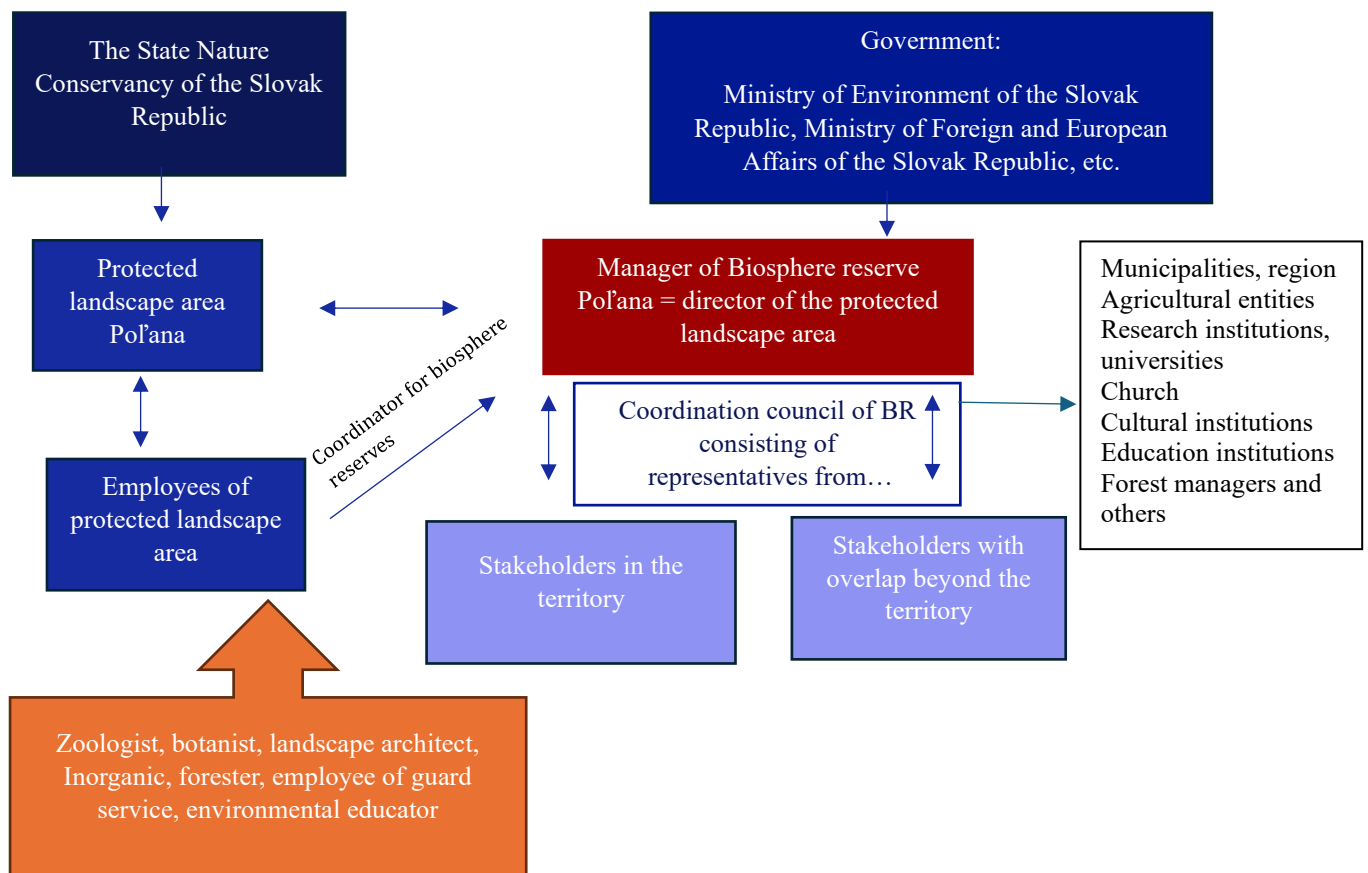 The State Nature
Conservancy of the Slovak
Republic
Government:
Ministry of Environment of the Slovak
Republic, Ministry of Foreign and European
Affairs of the Slovak Republic, etc.
Protected
landscape area
Poľana
Manager of Biosphere reserve
Poľana = director of the protected
landscape area
Municipalities, region
Agricultural entities
Research institutions,
universities
Church
Cultural institutions
Education institutions
Forest managers and
others
Coordinator for biosphere
reserves
Coordination council of BR
consisting of
representatives from…
Employees of
protected landscape
area
Stakeholders in the
territory
Stakeholders with
overlap beyond the
territory
Zoologist, botanist, landscape architect,
Inorganic, forester, employee of guard
service, environmental educator